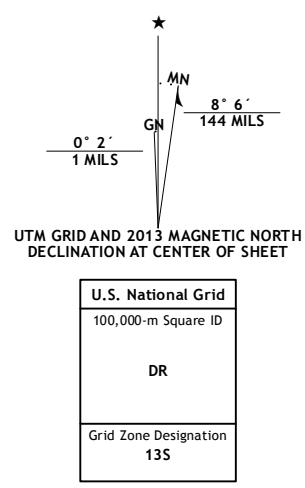 ★
MN
GN
8° 6´
144 MILS
0° 2´
1 MILS
UTM GRID AND 2013 MAGNETIC NORTH
DECLINATION AT CENTER OF SHEET
U.S. National Grid
100,000-m Square ID
DR
Grid Zone Designation
13S